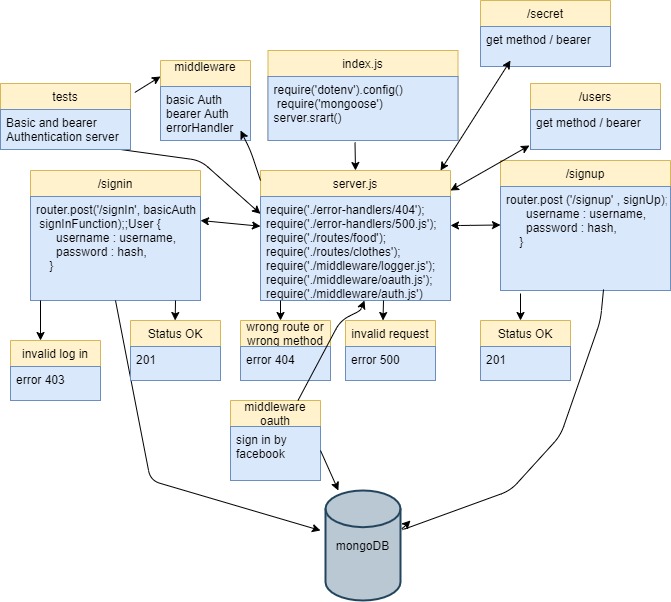 /secret
get method / bearer
index.js
require('dotenv').config()
require('mongoose')
server.srart()
middleware
basic Auth
bearer Auth
errorHandler
tests
Basic and bearer
Authentication server
/users
get method / bearer
/signin
router.post('/signIn', basicAuth
signInFunction);;User {
username : username,
password : hash,
}
server.js
require('./error-handlers/404');
require('./error-handlers/500.js');
require('./routes/food');
require('./routes/clothes');
require('./middleware/logger.js');
require('./middleware/oauth.js');
require('./middleware/auth.js')
/signup
router.post ('/signup' , signUp);
username : username,
password : hash,
}
invalid log in
error 403
Status OK
201
wrong route or
wrong method
error 404
invalid request
error 500
Status OK
201
middleware
oauth
sign in by
facebook
mongoDB